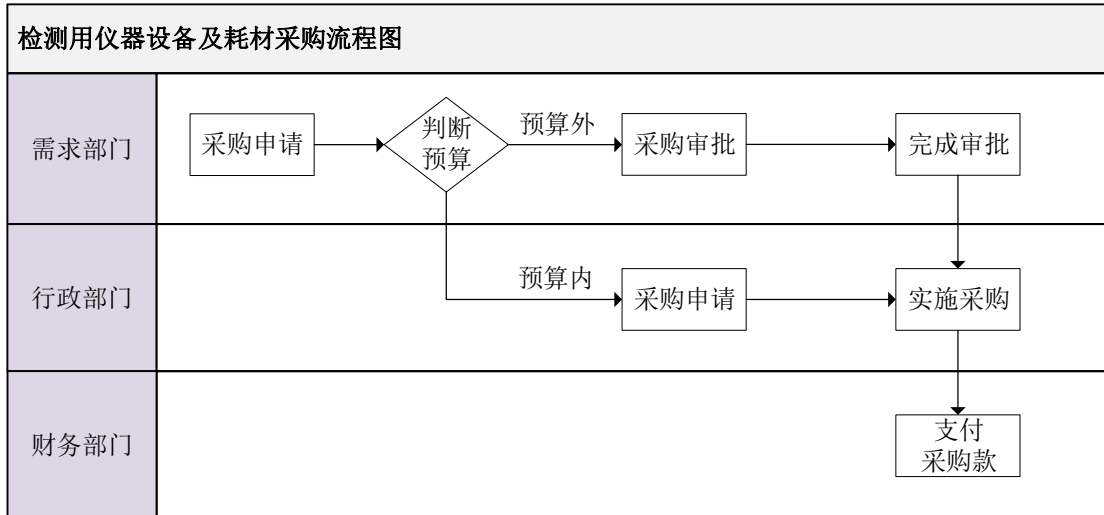 检测用仪器设备及耗材采购流程图
需求部门
采购申请
判断
预算
预算外
采购审批
完成审批
行政部门
预算内
采购申请
实施采购
财务部门
支付
采购款